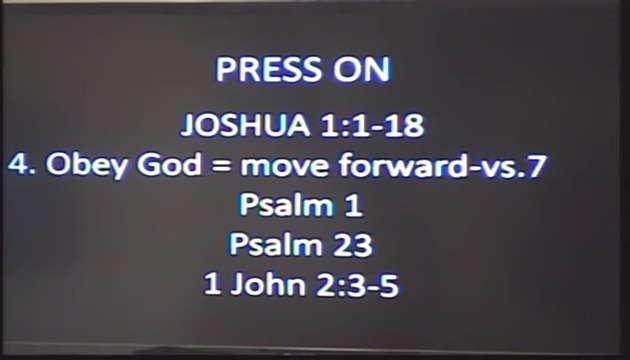 PRESS ON
JOSHUA 1:1-18
4. Obey God = move forward-vs.7
Psalm 1
Psalm 23
1 John 2:3-5